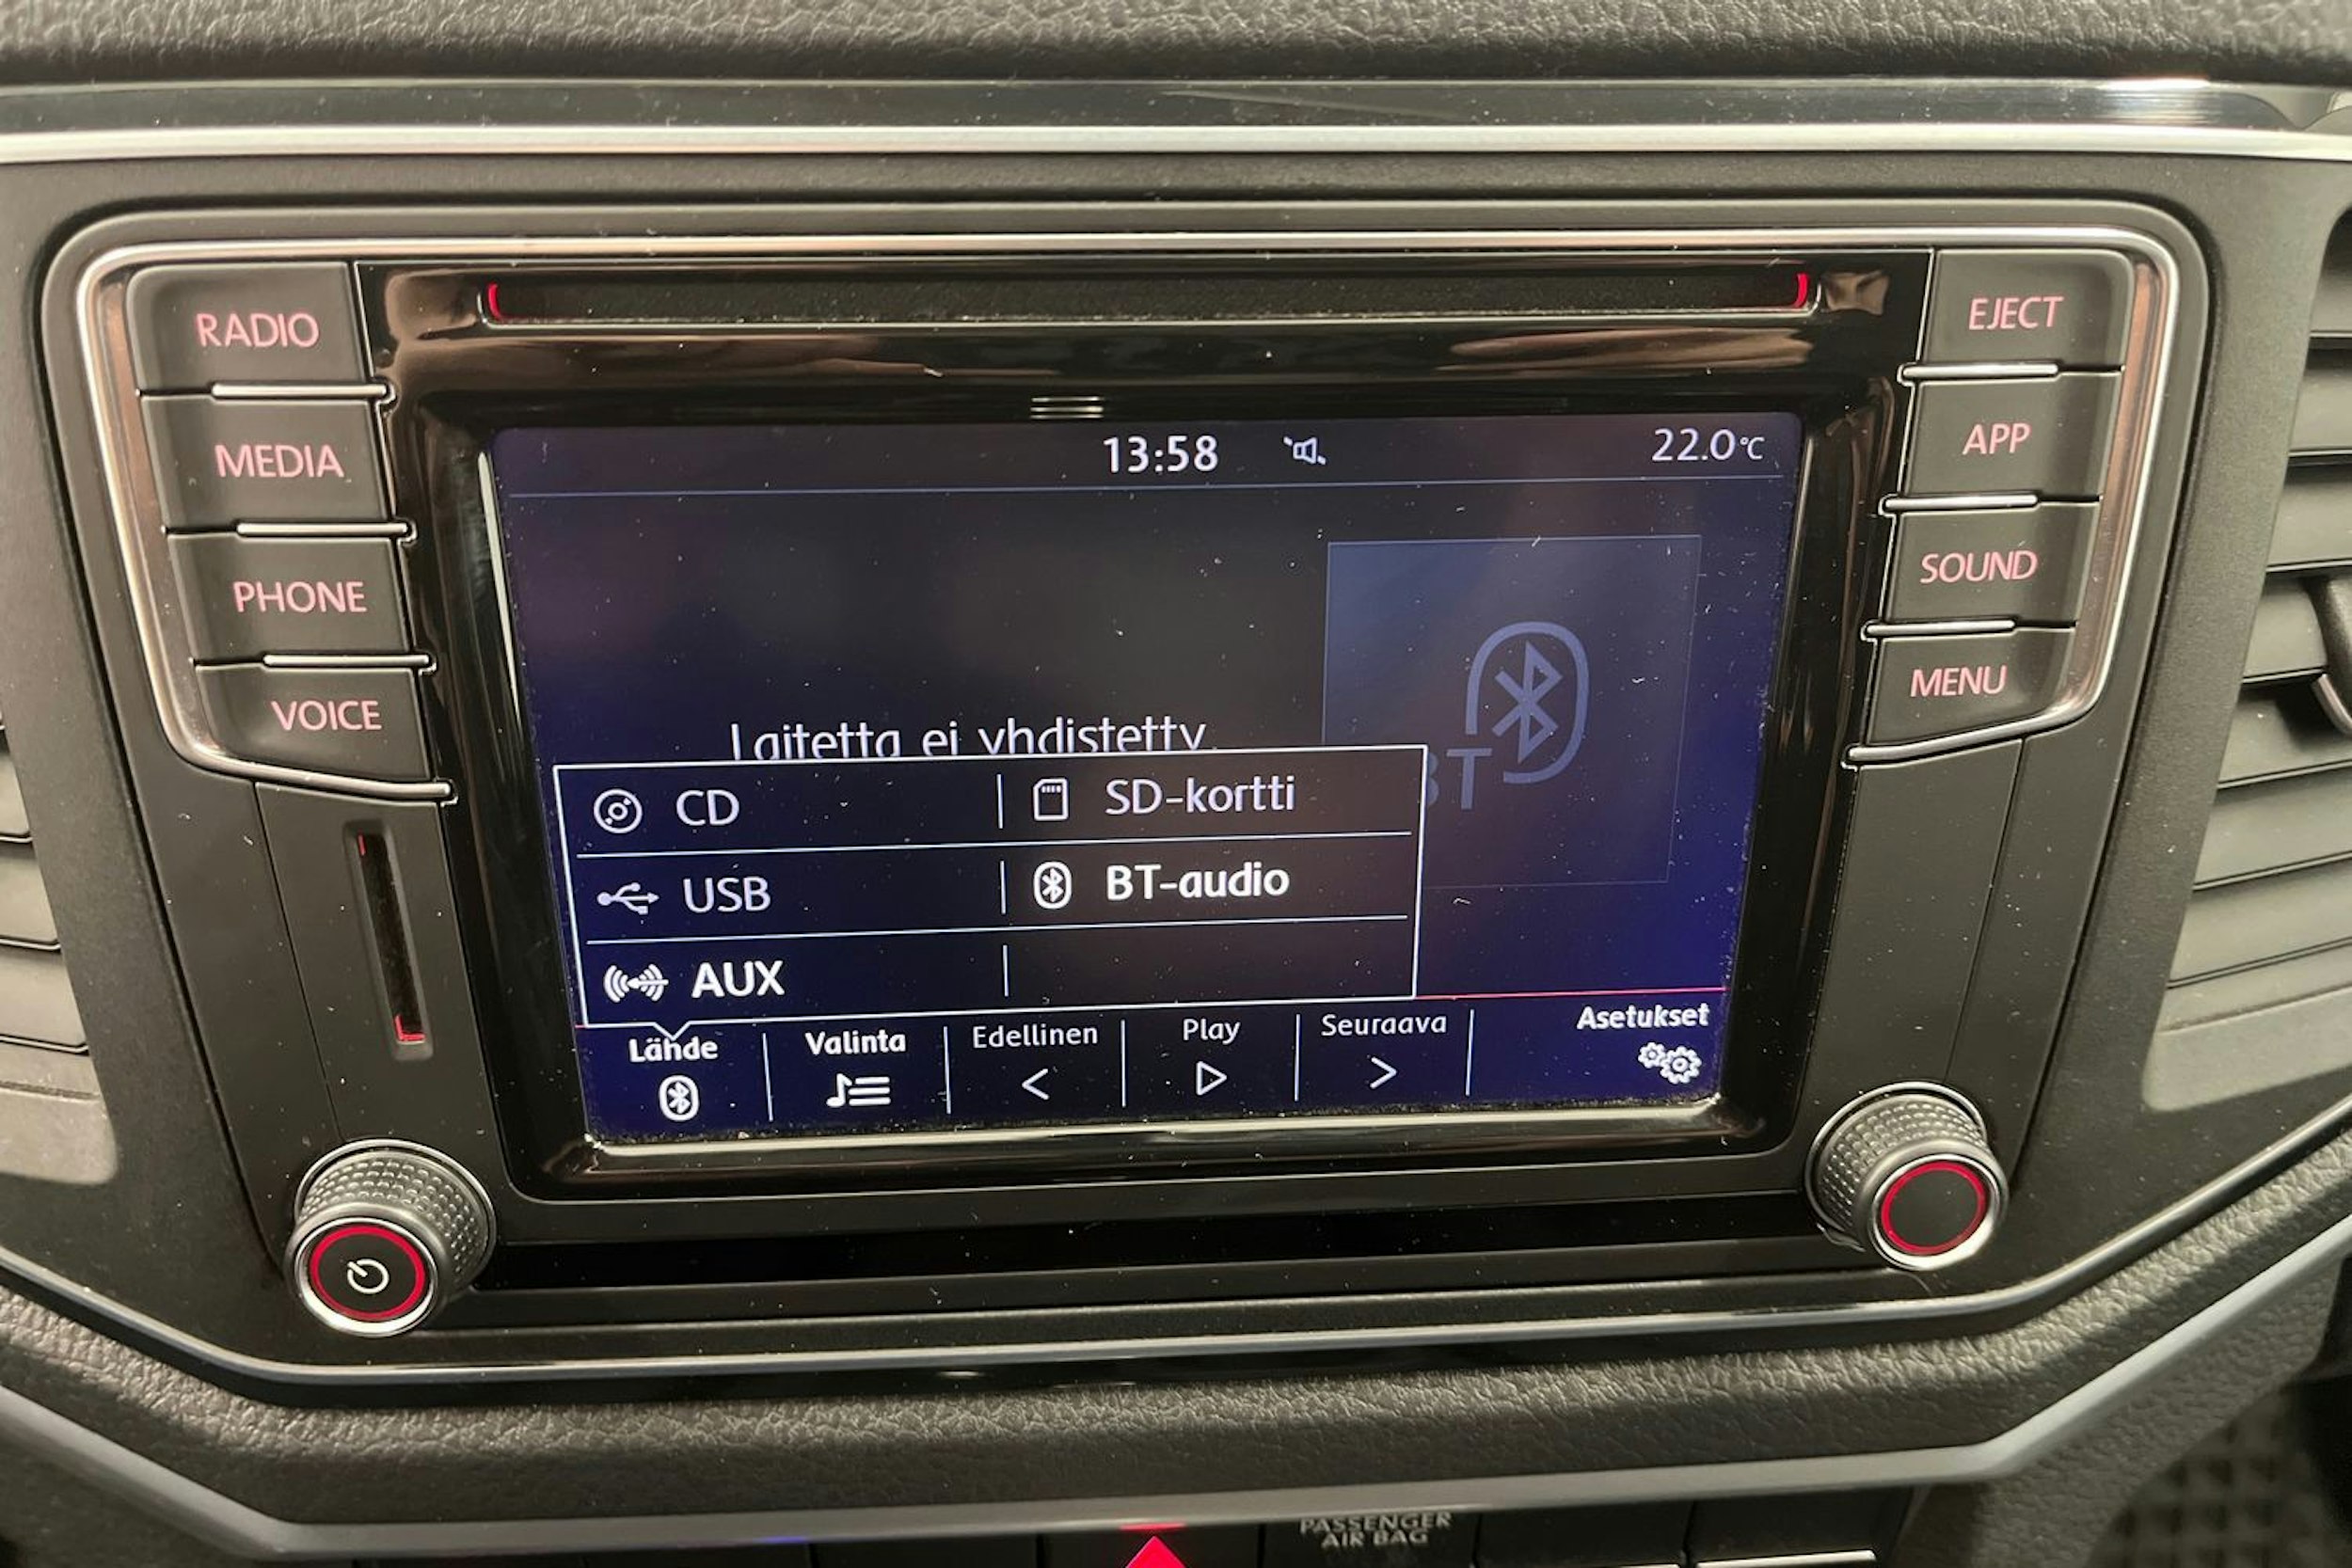 RADIO
MEDIA
PHONE
VOICE
EJECT
APP
SOUND
MENU
13:58
22.0°C
Laitetta ei yhdistetty.
BT
CD
SD-kortti
USB
BT-audio
AUX
Lähde
Valinta
Edellinen
Play
Seuraava
Asetukset
PASSENGER
AIR BAG